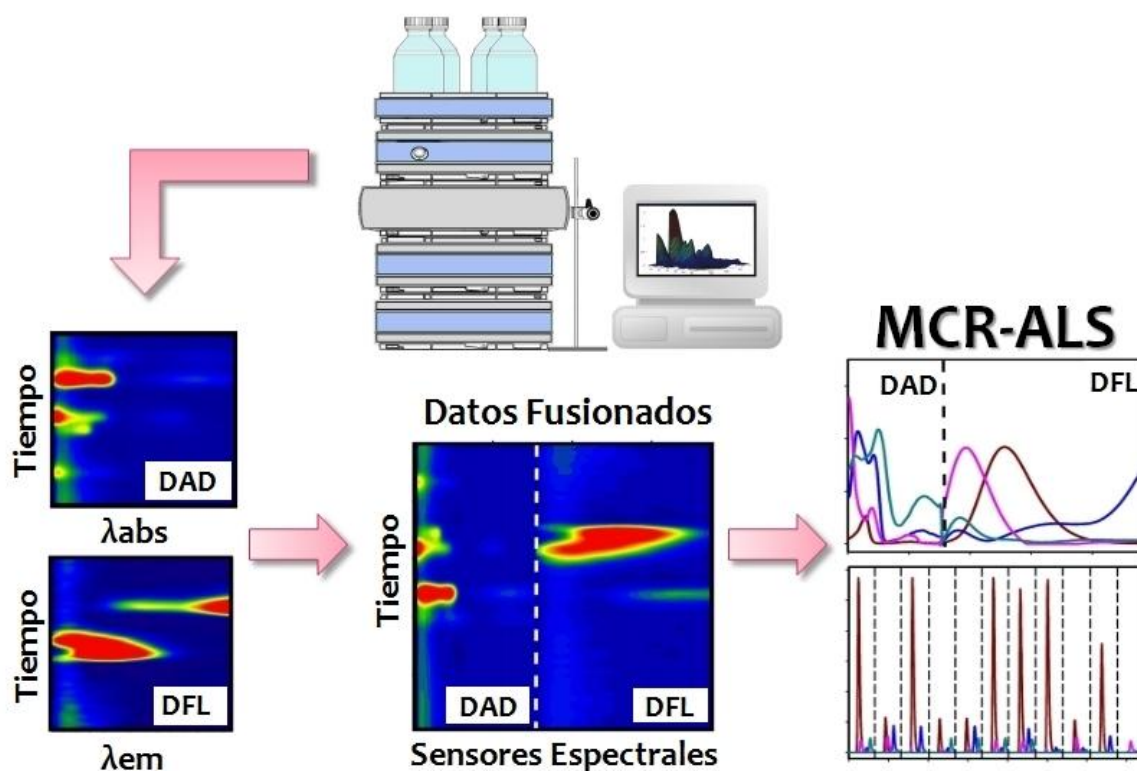 Tiempo
DAD
λabs
Tiempo
DFL
λem
Datos Fusionados
Tiempo
DAD
DFL
Sensores Espectrales
MCR-ALS
DAD
DFL